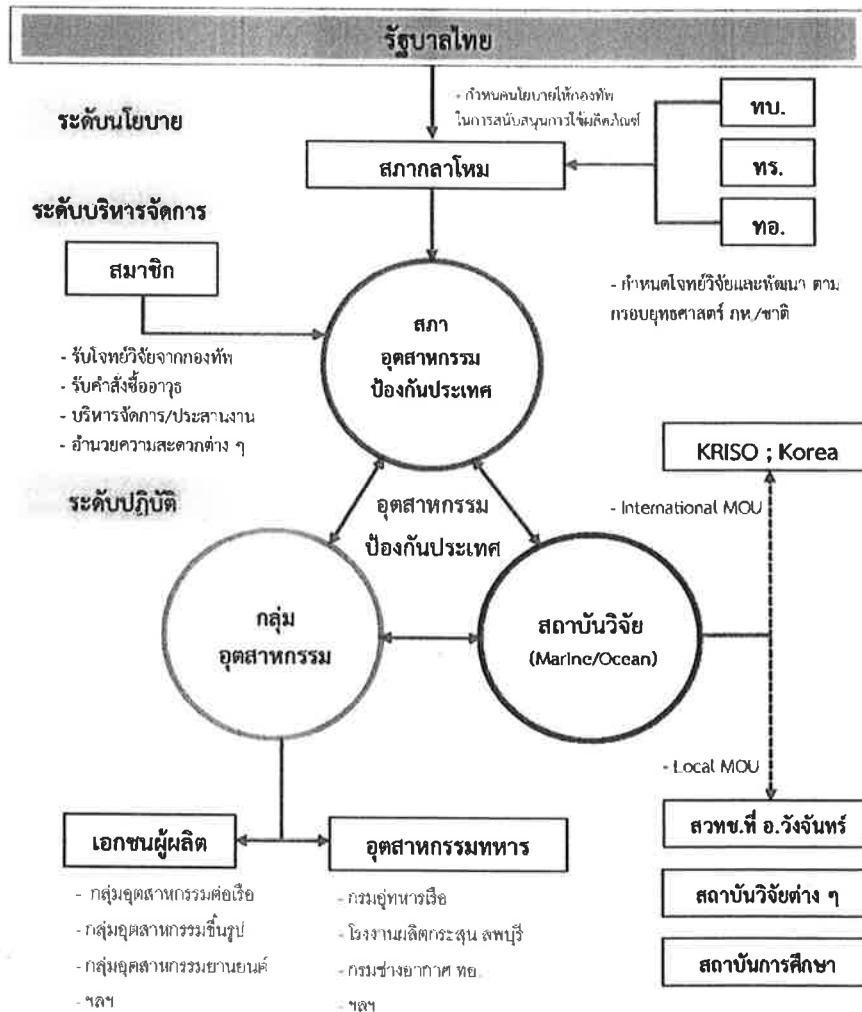 รัฐบาลไทย
- กำหนดนโยบายให้กองทัพ
ในการสนับสนุนการใช้ผลิตภัณฑ์
ระดับนโยบาย
ทบ.
สภากลาโหม
ทร.
ทอ.
ระดับบริหารจัดการ
สมาชิก
- กำหนดโจทย์วิจัยและพัฒนา ตาม
กรอบยุทธศาสตร์ กห./ชาติ
สภา
อุตสาหกรรม
ป้องกันประเทศ
- รับโจทย์วิจัยจากกองทัพ
- รับคำสั่งซื้ออาวุธ
- บริหารจัดการ/ประสานงาน
- อำนวยความสะดวกต่าง ๆ
KRISO ; Korea
ระดับปฏิบัติ
- International MOU
อุตสาหกรรม
ป้องกันประเทศ
กลุ่ม
อุตสาหกรรม
สถาบันวิจัย
(Marine/Ocean)
- Local MOU
เอกชนผู้ผลิต
อุตสาหกรรมทหาร
สวทช.ที่ อ.วังจันทร์
สถาบันวิจัยต่าง ๆ
สถาบันการศึกษา
- กลุ่มอุตสาหกรรมต่อเรือ
- กลุ่มอุตสาหกรรมขึ้นรูป
- กลุ่มอุตสาหกรรมยานยนต์
- ฯลฯ
- กรมอู่ทหารเรือ
- โรงงานผลิตกระสุน ลพบุรี
- กรมช่างอากาศ ทอ.
- ฯลฯ